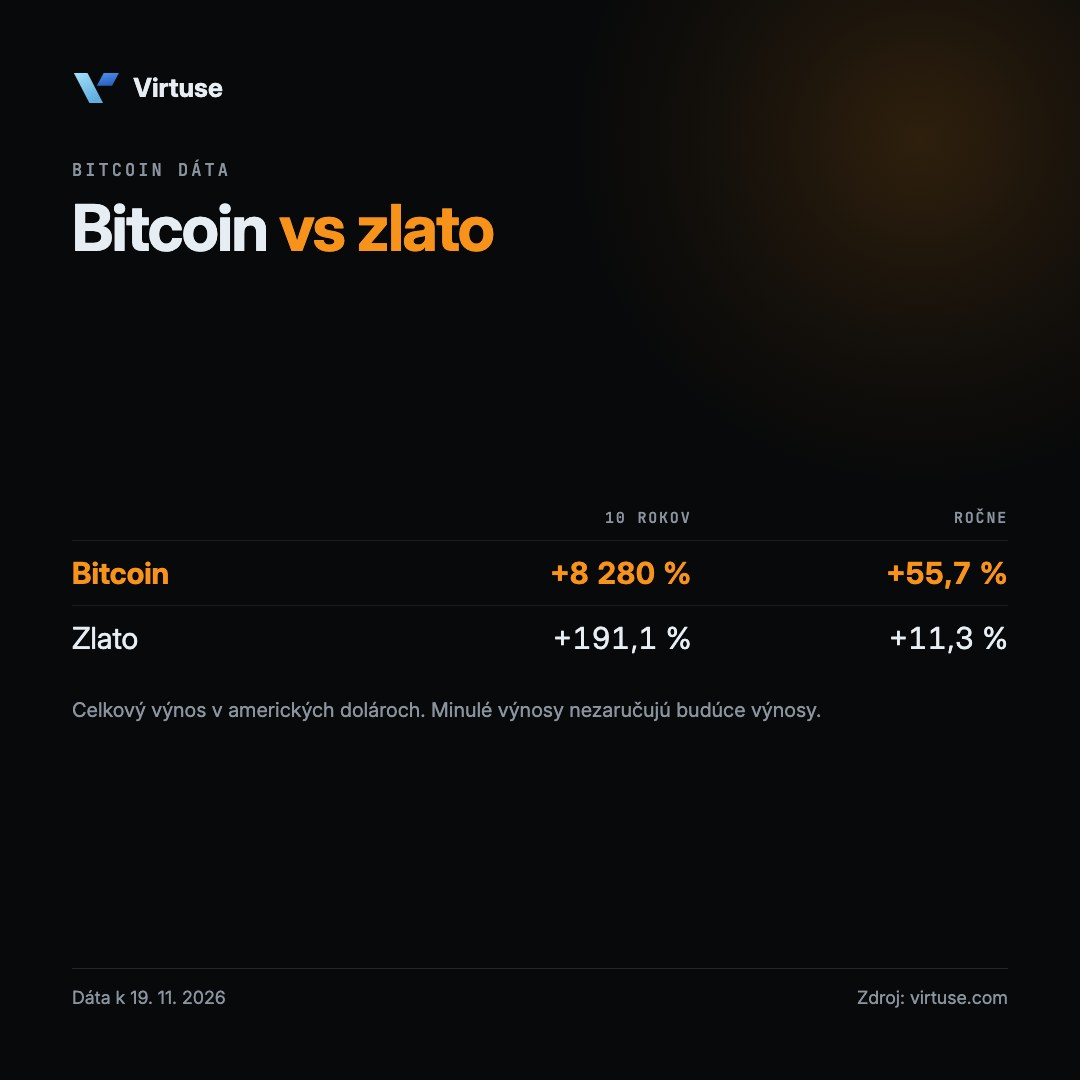 Virtuse
BITCOIN DÁTA
Bitcoin vs zlato
10 ROKOV ROČNE
Bitcoin +8 280 % +55,7 %
Zlato +191,1 % +11,3 %
Celkový výnos v amerických dolároch. Minulé výnosy nezaručujú budúce výnosy.
Dáta k 19. 11. 2026 Zdroj: virtuse.com